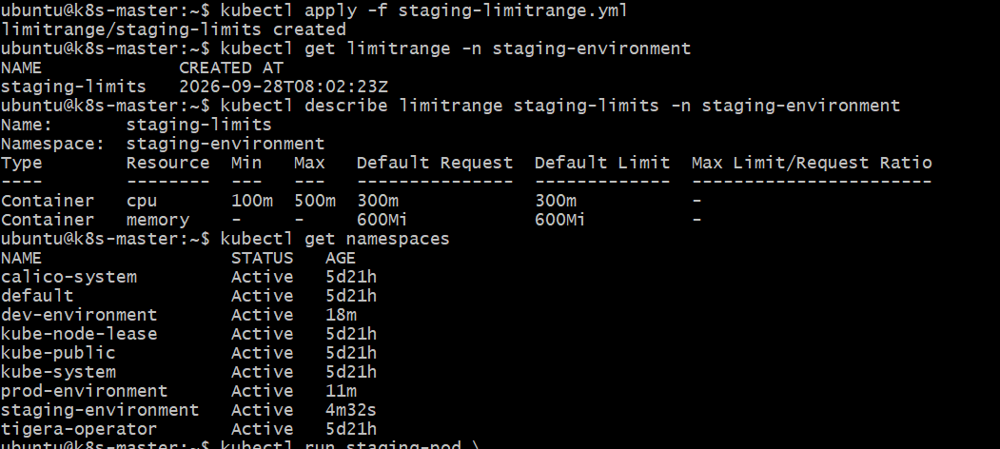 ubuntu@k8s-master:~$ kubectl apply -f staging-limitrange.yml
limitrange/staging-limits created
ubuntu@k8s-master:~$ kubectl get limitrange -n staging-environment
NAME             CREATED AT
staging-limits   2026-09-28T08:02:23Z
ubuntu@k8s-master:~$ kubectl describe limitrange staging-limits -n staging-environment
Name:       staging-limits
Namespace:  staging-environment
Type        Resource  Min   Max   Default Request  Default Limit  Max Limit/Request Ratio
----        --------  ---   ---   ---------------  -------------  -----------------------
Container   cpu       100m  500m  300m             300m           -
Container   memory    -     -     600Mi            600Mi          -
ubuntu@k8s-master:~$ kubectl get namespaces
NAME                  STATUS   AGE
calico-system         Active   5d21h
default               Active   5d21h
dev-environment       Active   18m
kube-node-lease       Active   5d21h
kube-public           Active   5d21h
kube-system           Active   5d21h
prod-environment      Active   11m
staging-environment   Active   4m32s
tigera-operator       Active   5d21h
ubuntu@k8s-master:~$ kubectl run staging-pod \